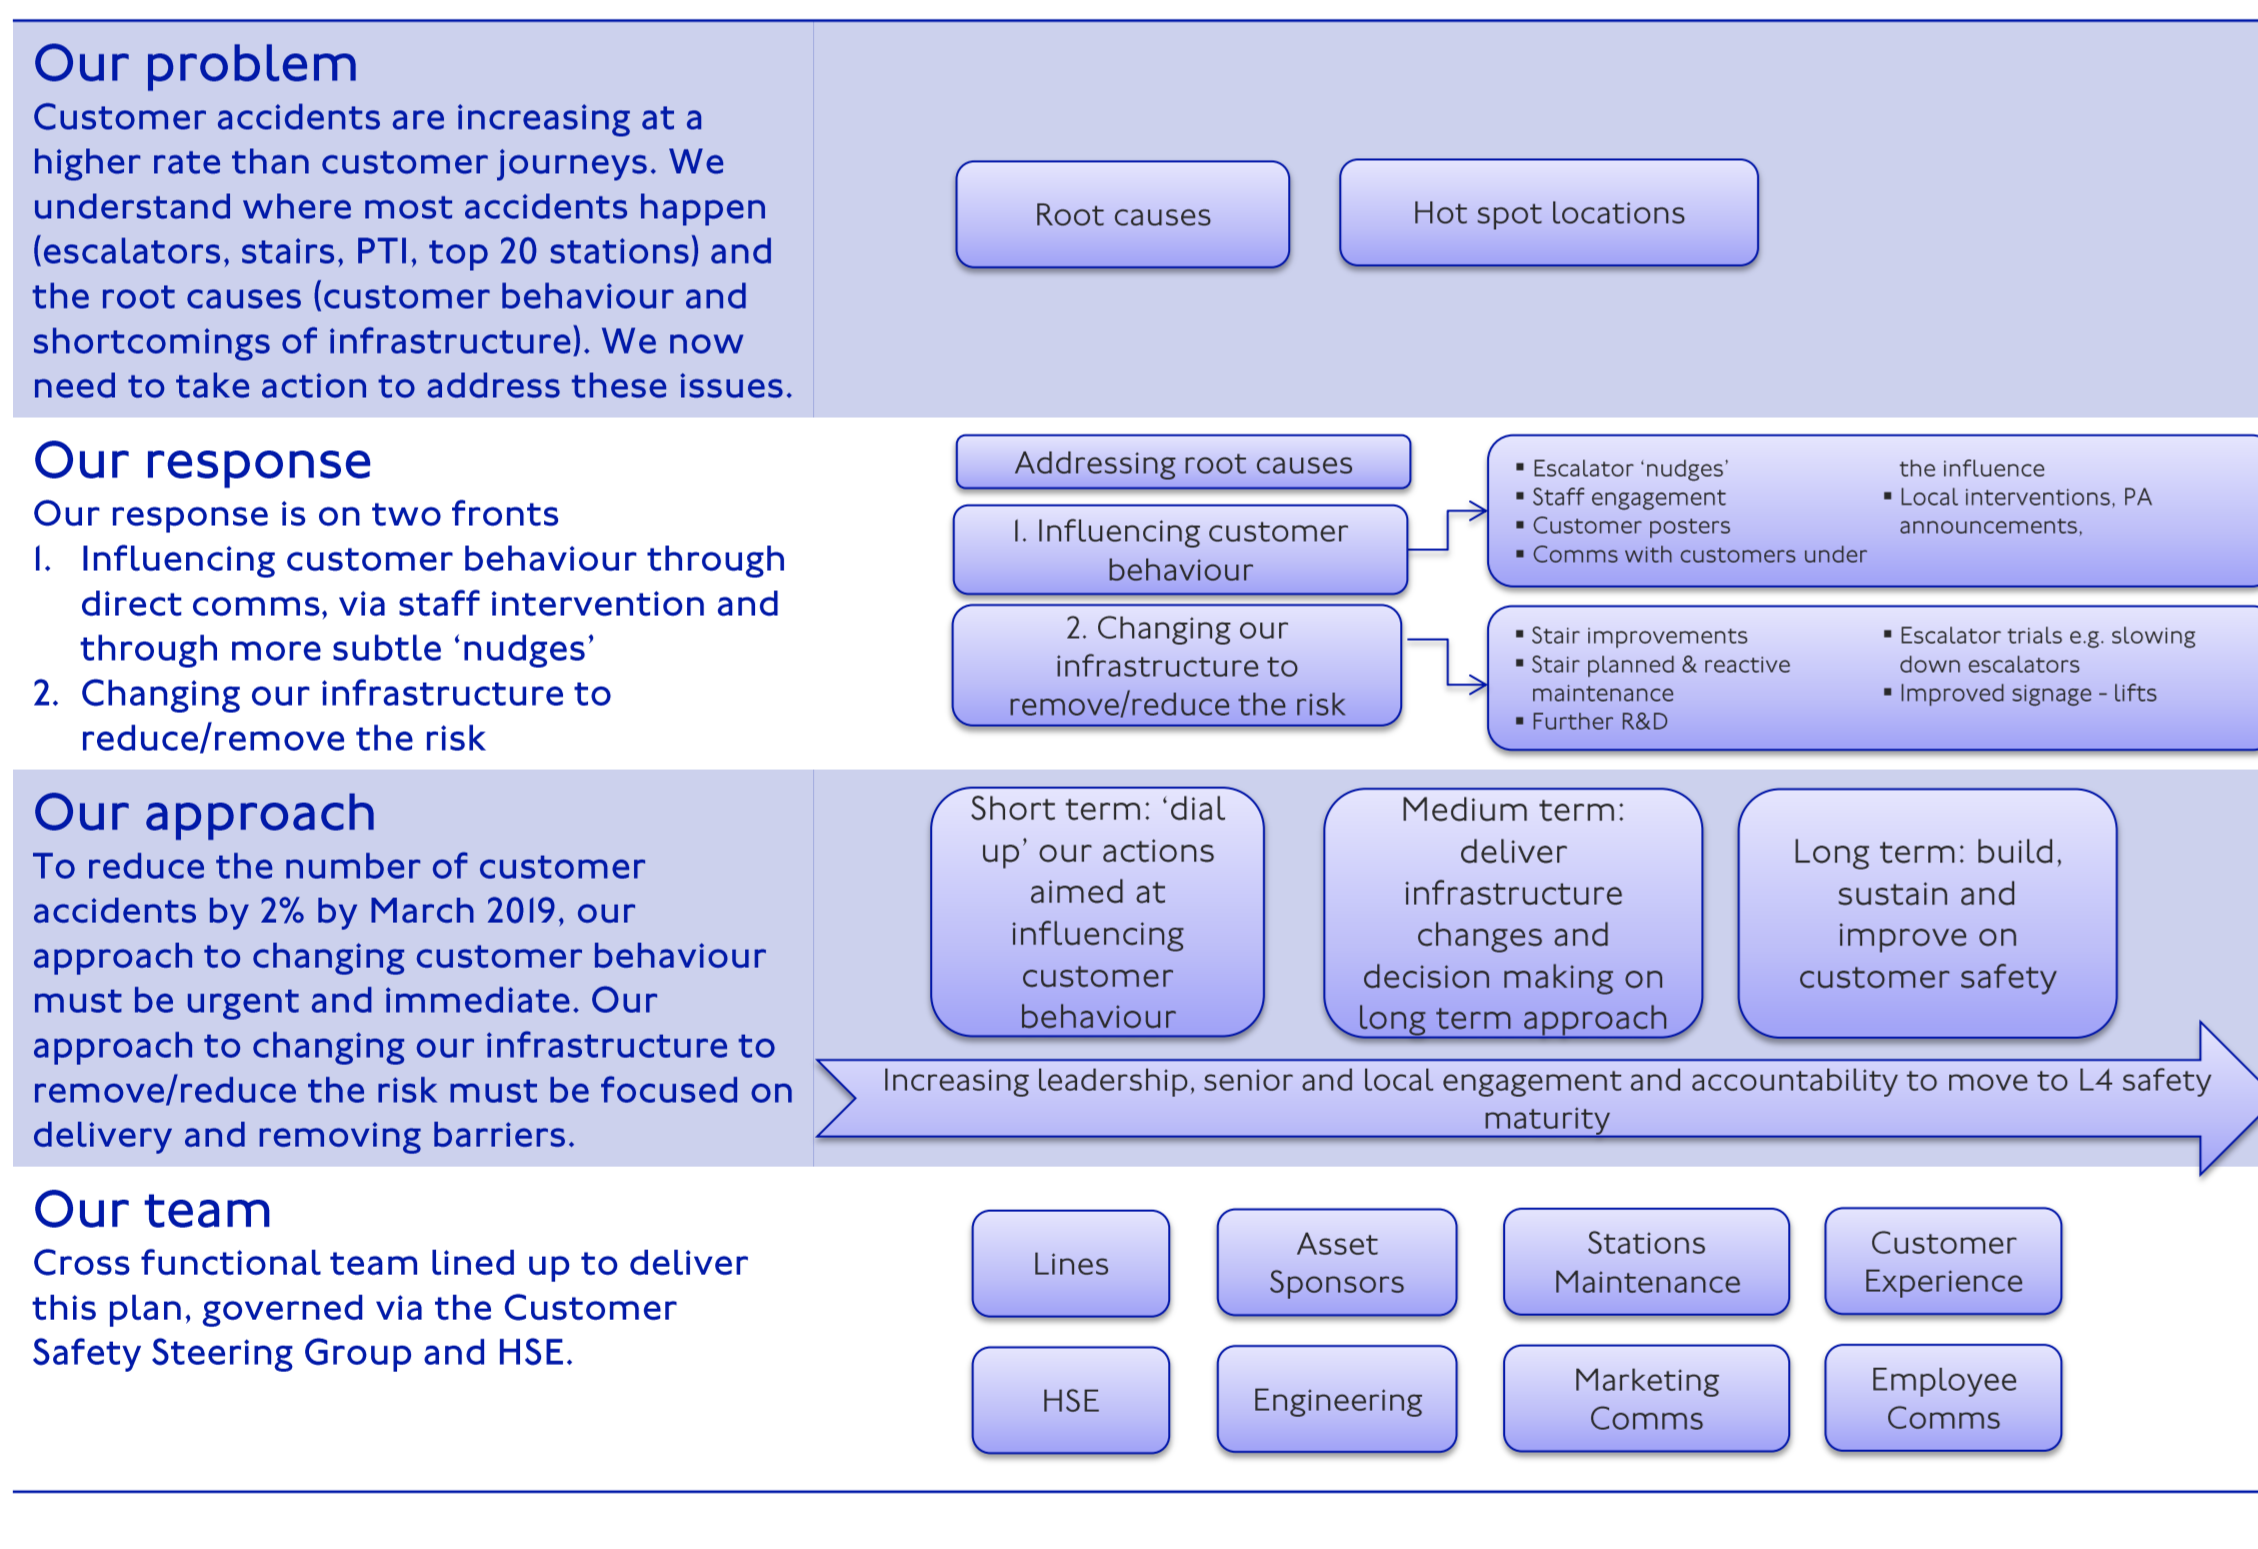 Our problem
Customer accidents are increasing at a
higher rate than customer journeys. We
understand where most accidents happen
(escalators, stairs, PTI, top 20 stations) and
the root causes (customer behaviour and
shortcomings of infrastructure). We now
need to take action to address these issues.
Root causes
Hot spot locations
Our response
Our response is on two fronts
1. Influencing customer behaviour through
direct comms, via staff intervention and
through more subtle ‘nudges’
2. Changing our infrastructure to
reduce/remove the risk
Addressing root causes
1. Influencing customer
behaviour
▪ Escalator ‘nudges’
▪ Staff engagement
▪ Customer posters
▪ Comms with customers under
the influence
▪ Local interventions, PA
announcements,
2. Changing our
infrastructure to
remove/reduce the risk
▪ Stair improvements
▪ Stair planned & reactive
maintenance
▪ Further R&D
▪ Escalator trials e.g. slowing
down escalators
▪ Improved signage - lifts
Our approach
To reduce the number of customer
accidents by 2% by March 2019, our
approach to changing customer behaviour
must be urgent and immediate. Our
approach to changing our infrastructure to
remove/reduce the risk must be focused on
delivery and removing barriers.
Short term: ‘dial
up’ our actions
aimed at
influencing
customer
behaviour
Medium term:
deliver
infrastructure
changes and
decision making on
long term approach
Long term: build,
sustain and
improve on
customer safety
Increasing leadership, senior and local engagement and accountability to move to L4 safety
maturity
Our team
Cross functional team lined up to deliver
this plan, governed via the Customer
Safety Steering Group and HSE.
Lines
Asset
Sponsors
Stations
Maintenance
Customer
Experience
HSE
Engineering
Marketing
Comms
Employee
Comms